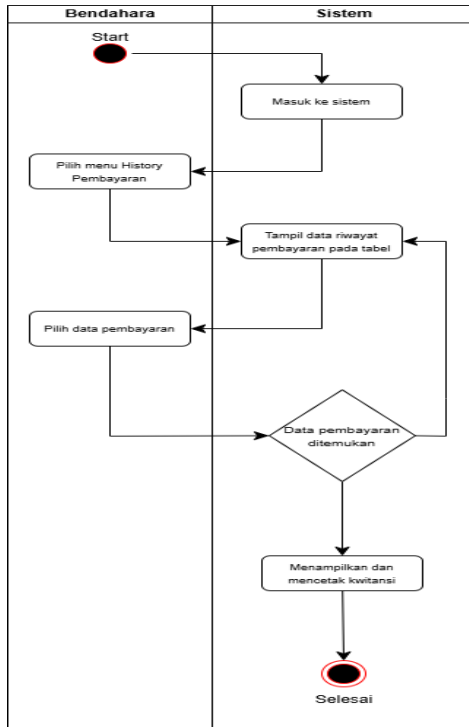 Bendahara
Sistem
Start
Masuk ke sistem
Pilih menu History
Pembayaran
Tampil data riwayat
pembayaran pada tabel
Pilih data pembayaran
Data pembayaran
ditemukan
Menampilkan dan
mencetak kwitansi
Selesai